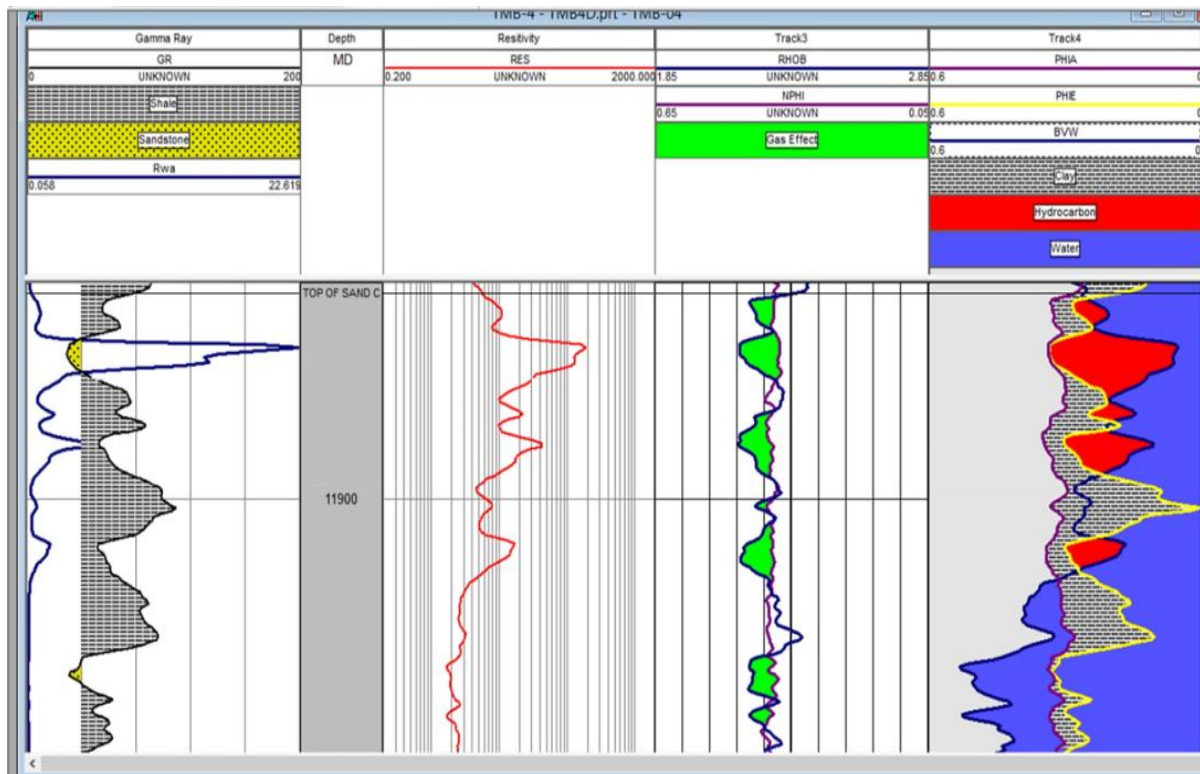 TMB-4 - TMB4D.prt - TMB-04
Gamma Ray
GR
0 UNKNOWN 200
Shale
Sandstone
Rwa
0.058 22.619
Depth
MD
Resitivity
RES
0.200 UNKNOWN 2000.000
Track3
RHOB
1.85 UNKNOWN 2.85
NPHI
0.65 UNKNOWN 0.05
Gas Effect
Track4
PHIA
0.6 0
PHIE
0.6 0
BVW
0.6 0
Clay
Hydrocarbon
Water
TOP OF SAND C
11900